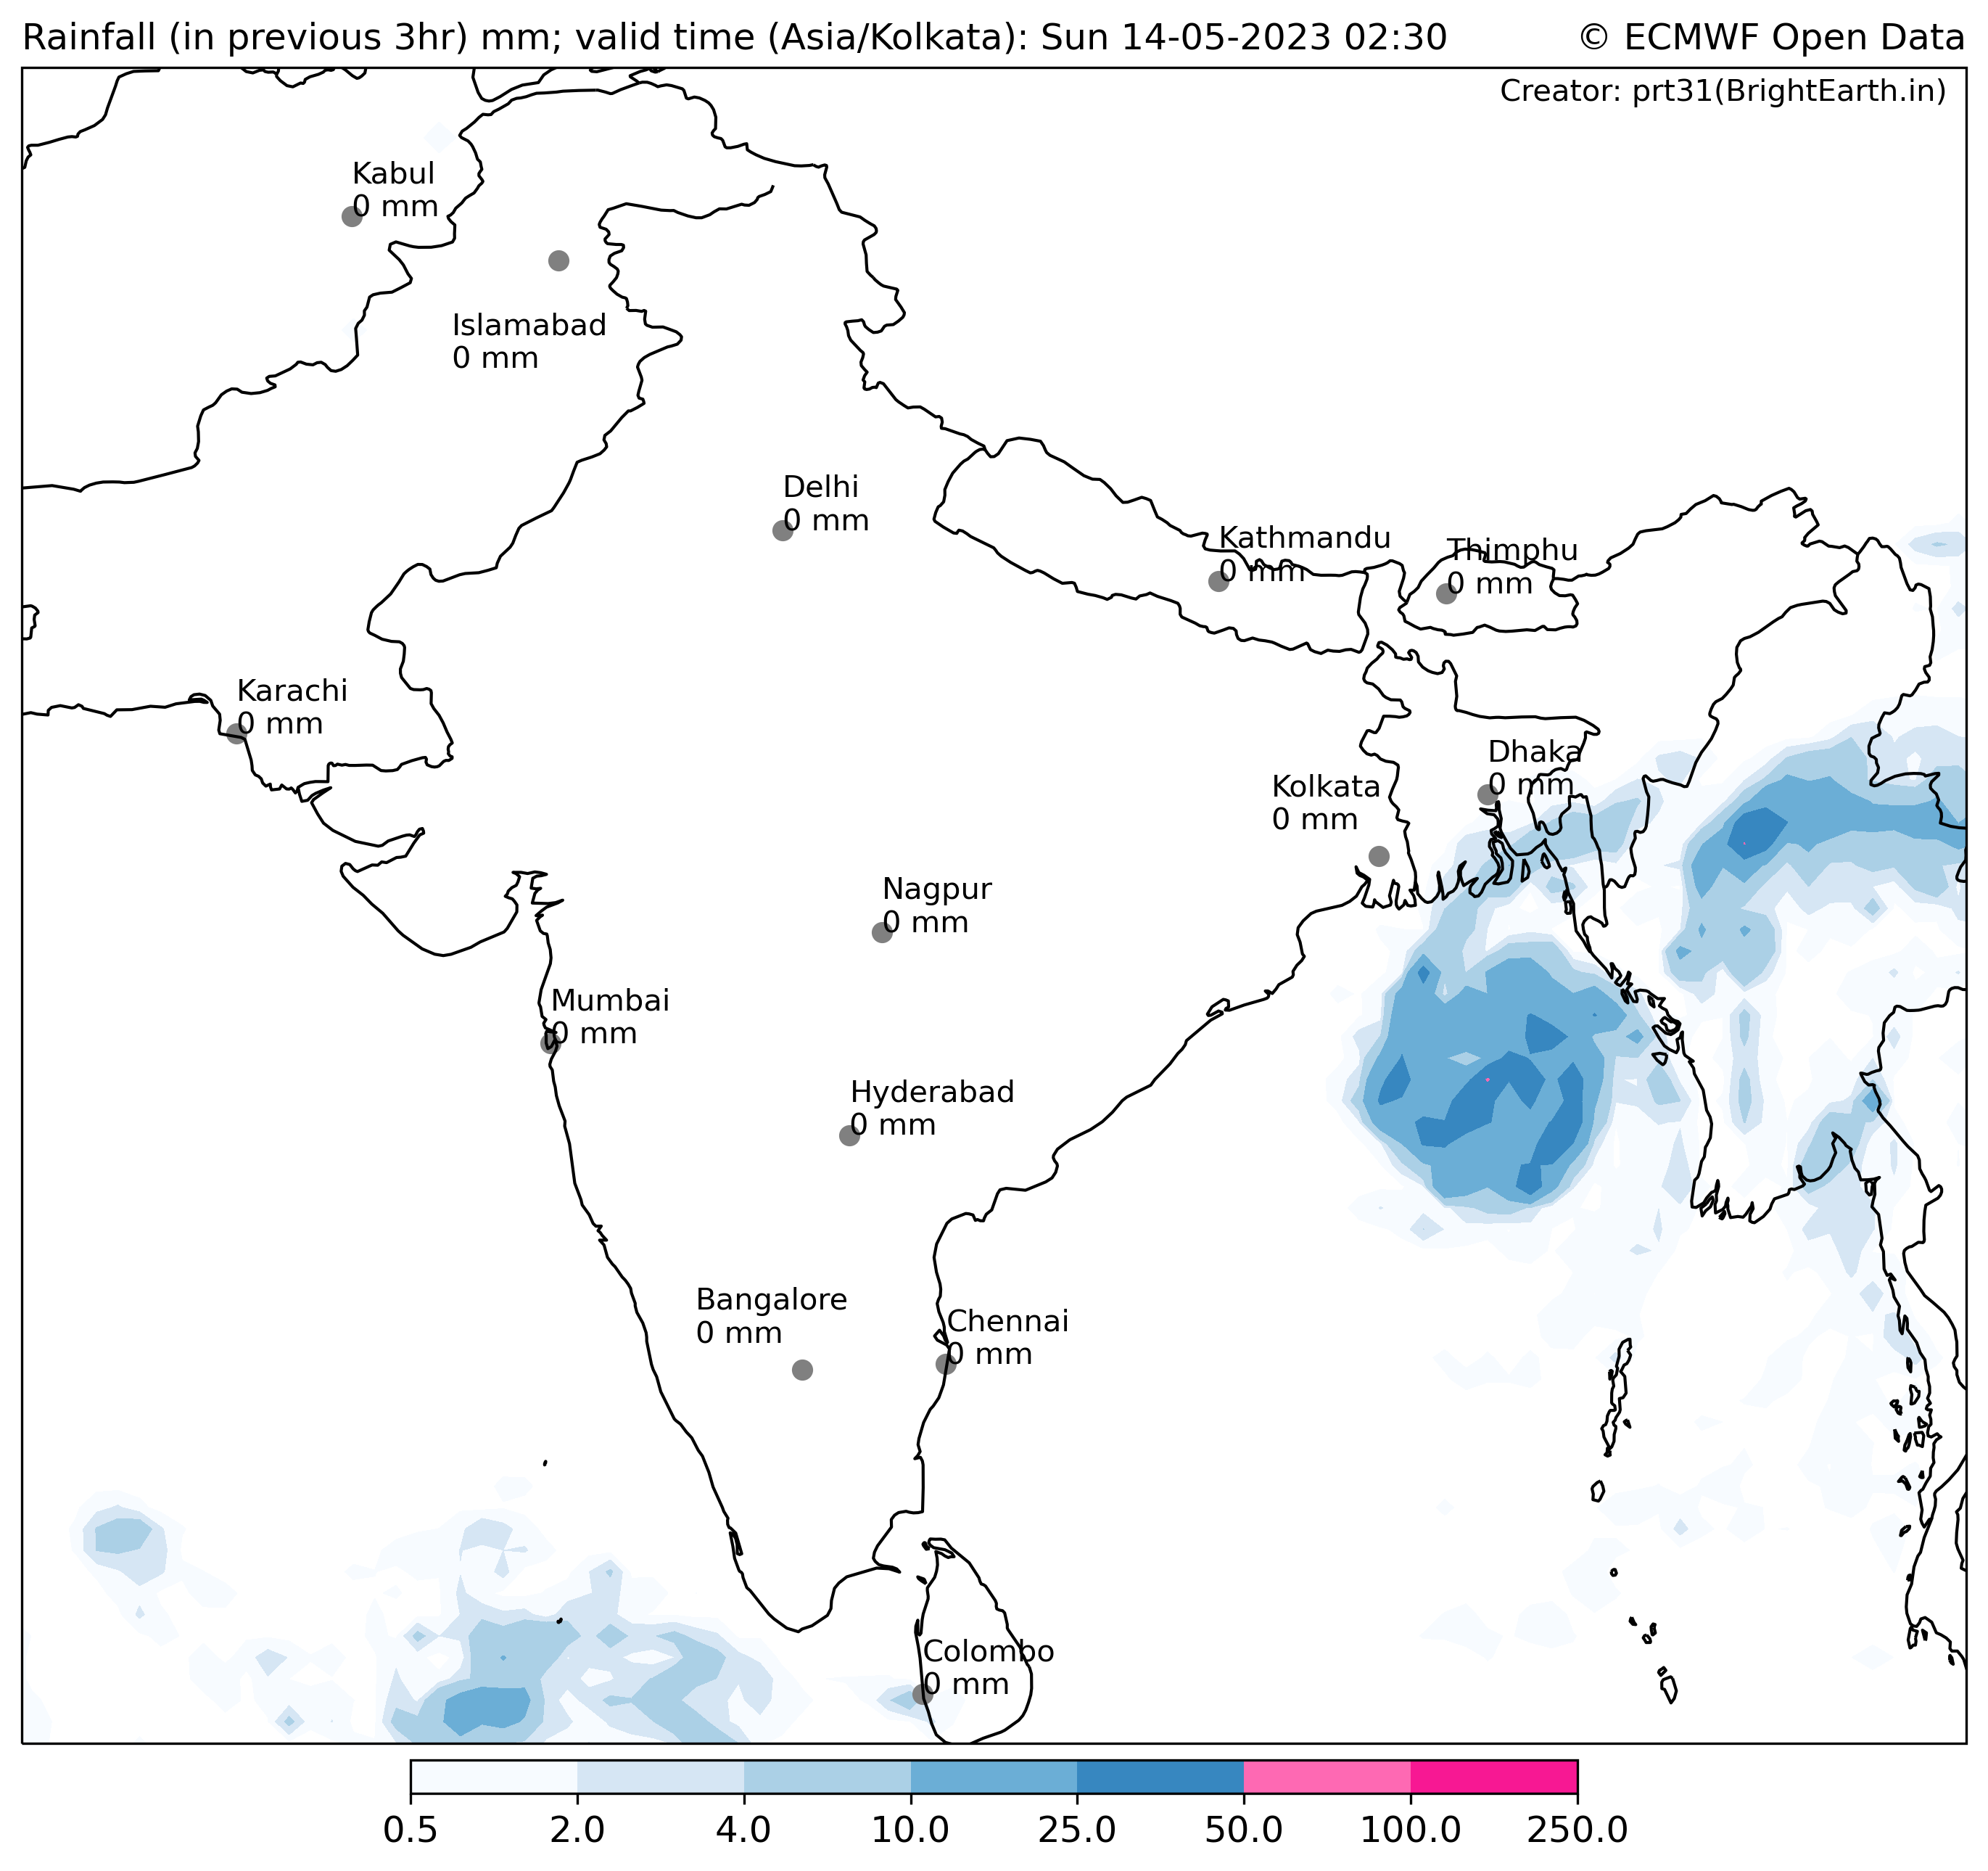 Rainfall (in previous 3hr) mm; valid time (Asia/Kolkata): Sun 14-05-2023 02:30 © ECMWF Open Data
Creator: prt31(BrightEarth.in)
Kabul
0 mm
Islamabad
0 mm
Delhi
0 mm
Kathmandu
0 mm
Thimphu
0 mm
Karachi
0 mm
Dhaka
0 mm
Kolkata
0 mm
Nagpur
0 mm
Mumbai
0 mm
Hyderabad
0 mm
Bangalore
0 mm
Chennai
0 mm
Colombo
0 mm
0.5 2.0 4.0 10.0 25.0 50.0 100.0 250.0